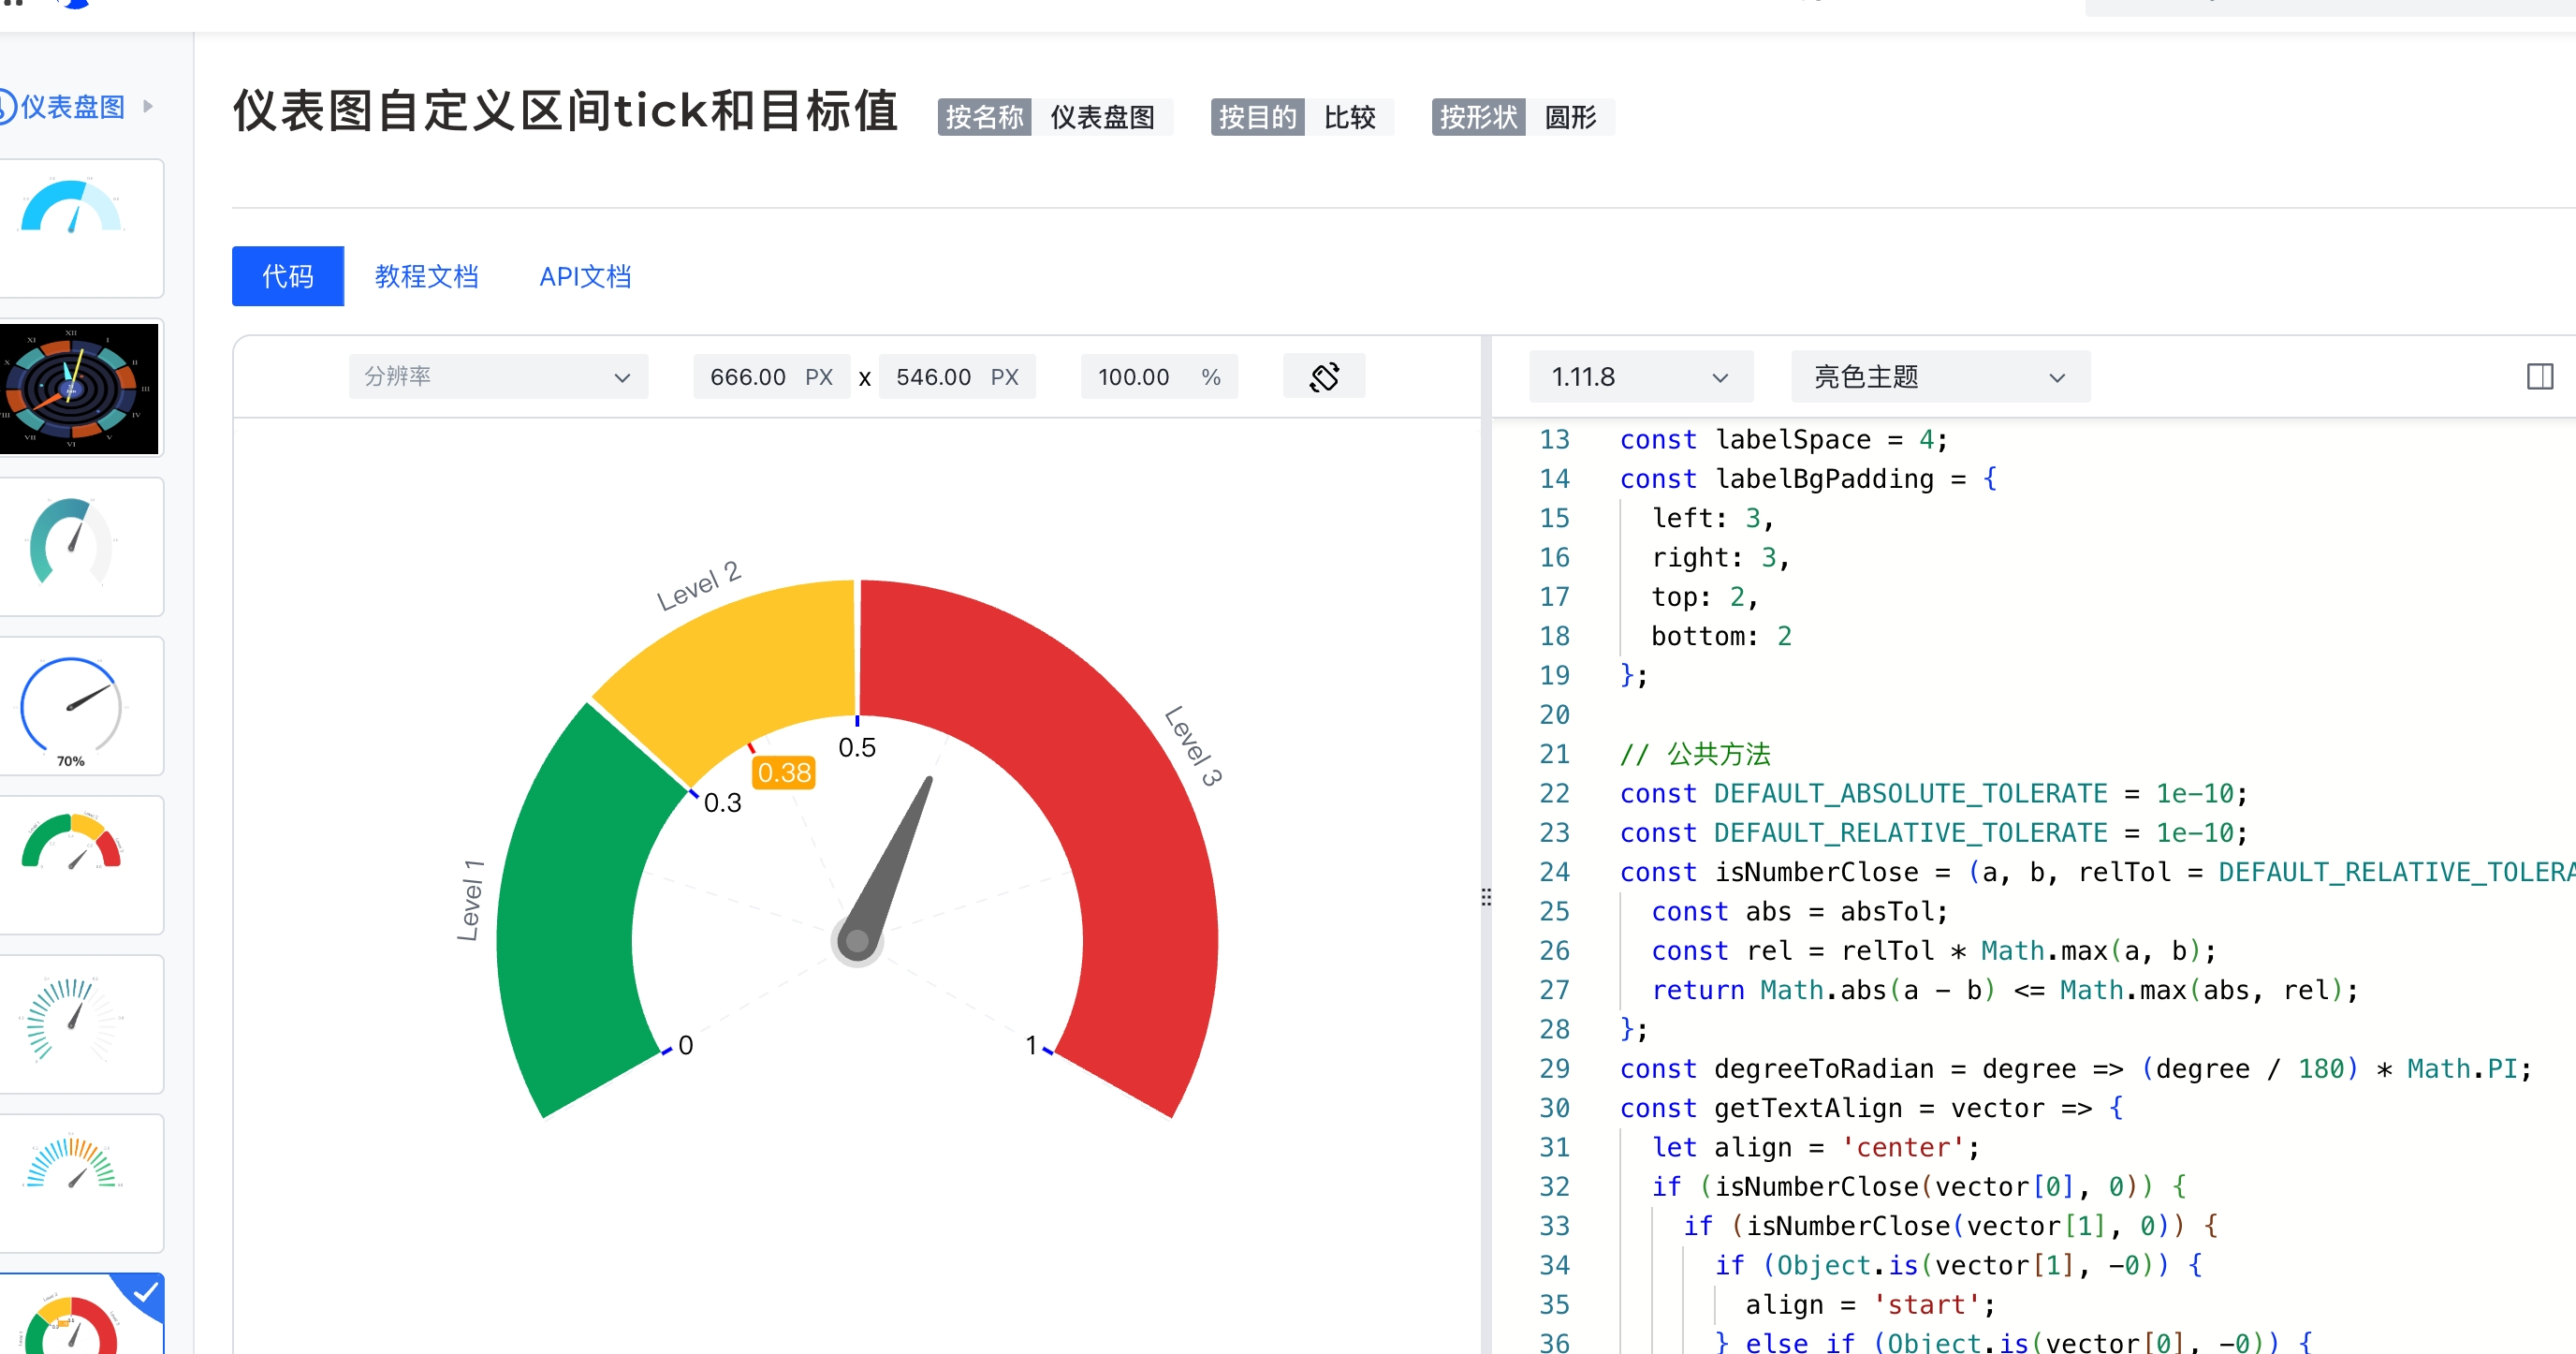 仪表盘图
仪表图自定义区间tick和目标值
按名称 仪表盘图 按目的 比较 按形状 圆形
代码 教程文档 API文档
分辨率 666.00 PX x 546.00 PX 100.00 %
1.11.8 亮色主题
70%
Level 1
Level 2
Level 3
0
0.3
0.38
0.5
1
13 const labelSpace = 4;
14 const labelBgPadding = {
15 left: 3,
16 right: 3,
17 top: 2,
18 bottom: 2
19 };
20
21 // 公共方法
22 const DEFAULT_ABSOLUTE_TOLERATE = 1e-10;
23 const DEFAULT_RELATIVE_TOLERATE = 1e-10;
24 const isNumberClose = (a, b, relTol = DEFAULT_RELATIVE_TOLERA
25 const abs = absTol;
26 const rel = relTol * Math.max(a, b);
27 return Math.abs(a - b) <= Math.max(abs, rel);
28 };
29 const degreeToRadian = degree => (degree / 180) * Math.PI;
30 const getTextAlign = vector => {
31 let align = 'center';
32 if (isNumberClose(vector[0], 0)) {
33 if (isNumberClose(vector[1], 0)) {
34 if (Object.is(vector[1], -0)) {
35 align = 'start';
36 } else if (Object.is(vector[0], -0)) {